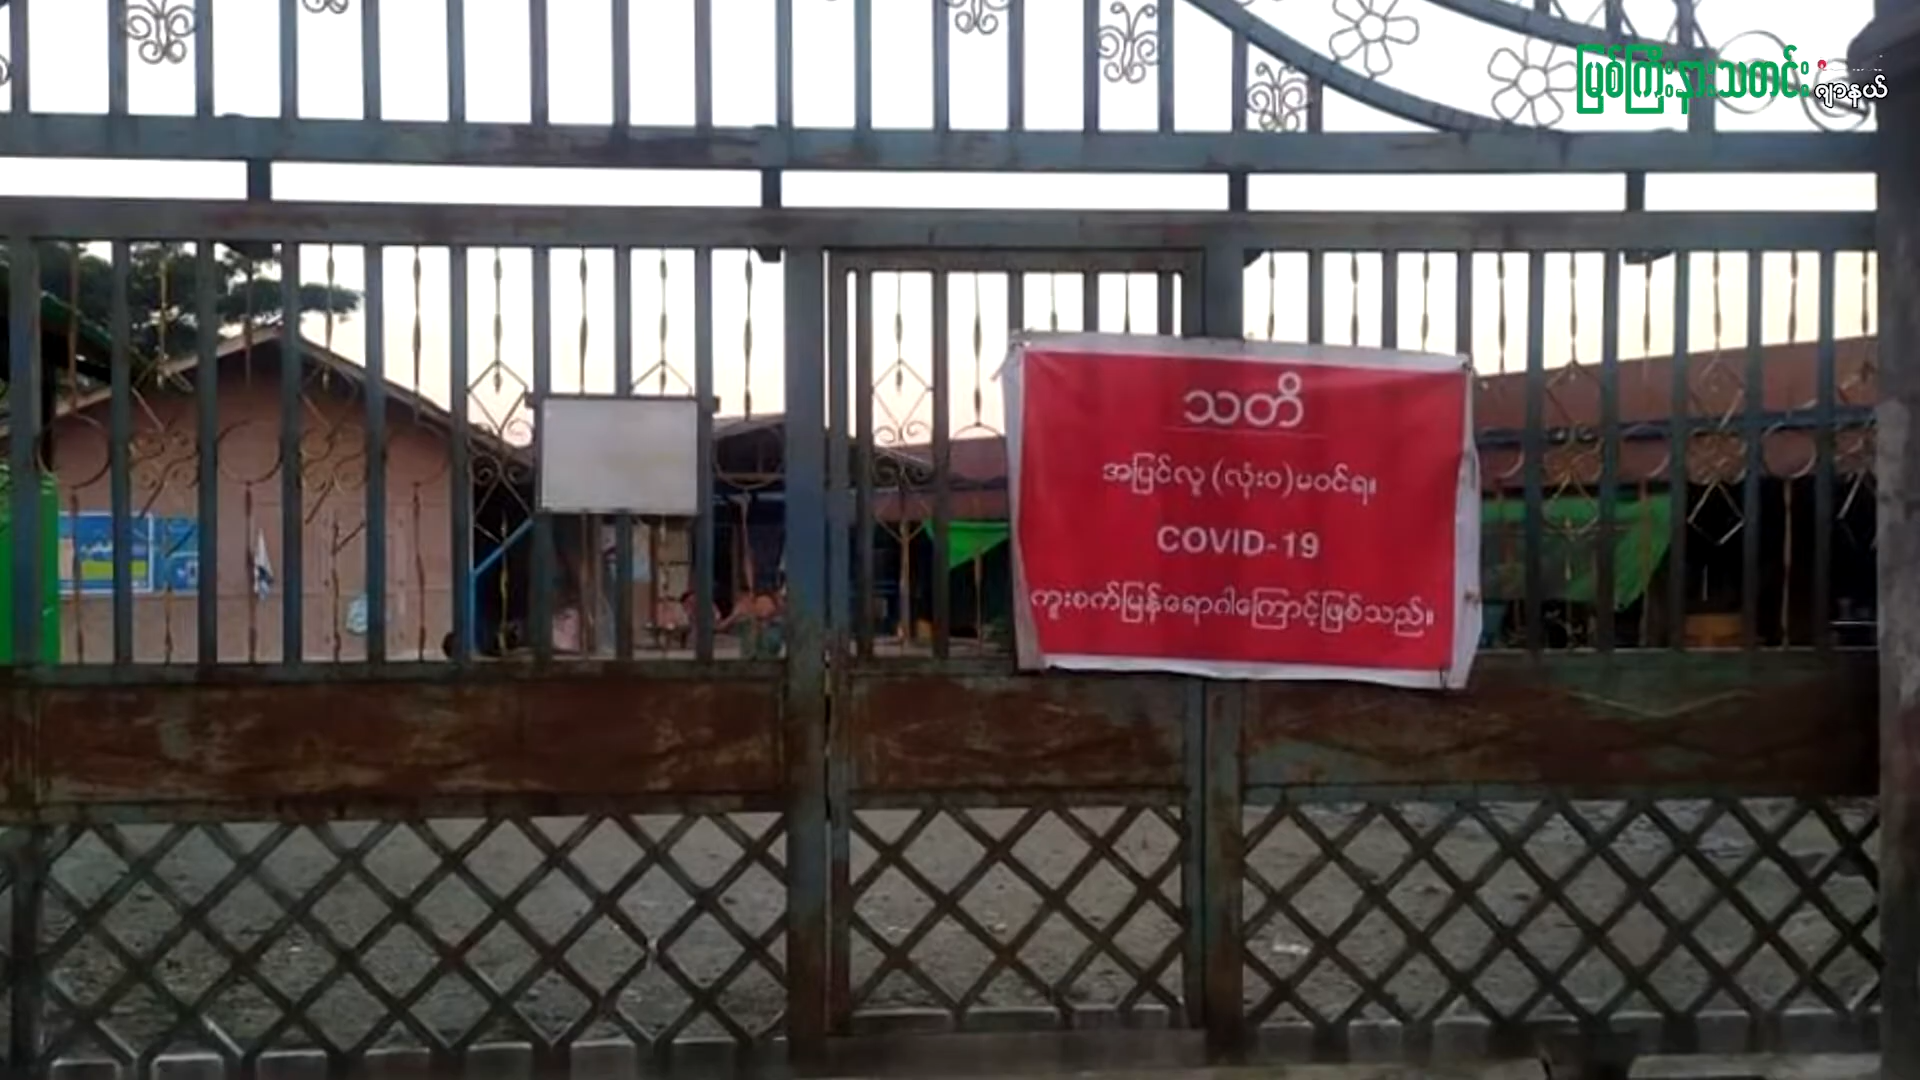 မြစ်ကြီးနားသတင်း
ဂျာနယ်
သတိ
အပြင်လူ (လုံးဝ) မဝင်ရ။
COVID-19
ကူးစက်မြန်ရောဂါကြောင့်ဖြစ်သည်။